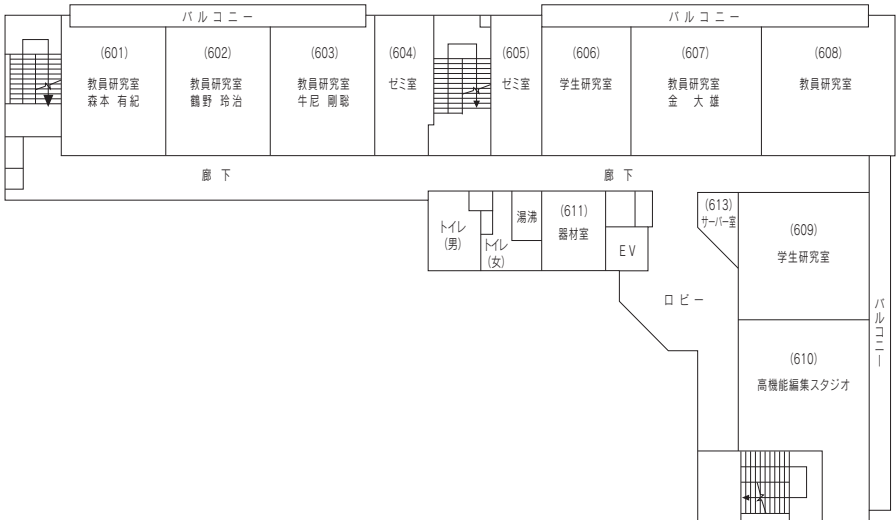 バルコニー
バルコニー
(601)
教員研究室
森本 有紀
(602)
教員研究室
鶴野 玲治
(603)
教員研究室
牛尼 剛聡
(604)
ゼミ室
(605)
ゼミ室
(606)
学生研究室
(607)
教員研究室
金 大雄
(608)
教員研究室
廊下
廊下
トイレ
(男)
トイレ
(女)
湯沸
(611)
器材室
EV
(613)
サーバー室
(609)
学生研究室
ロビー
バルコニー
(610)
高機能編集スタジオ